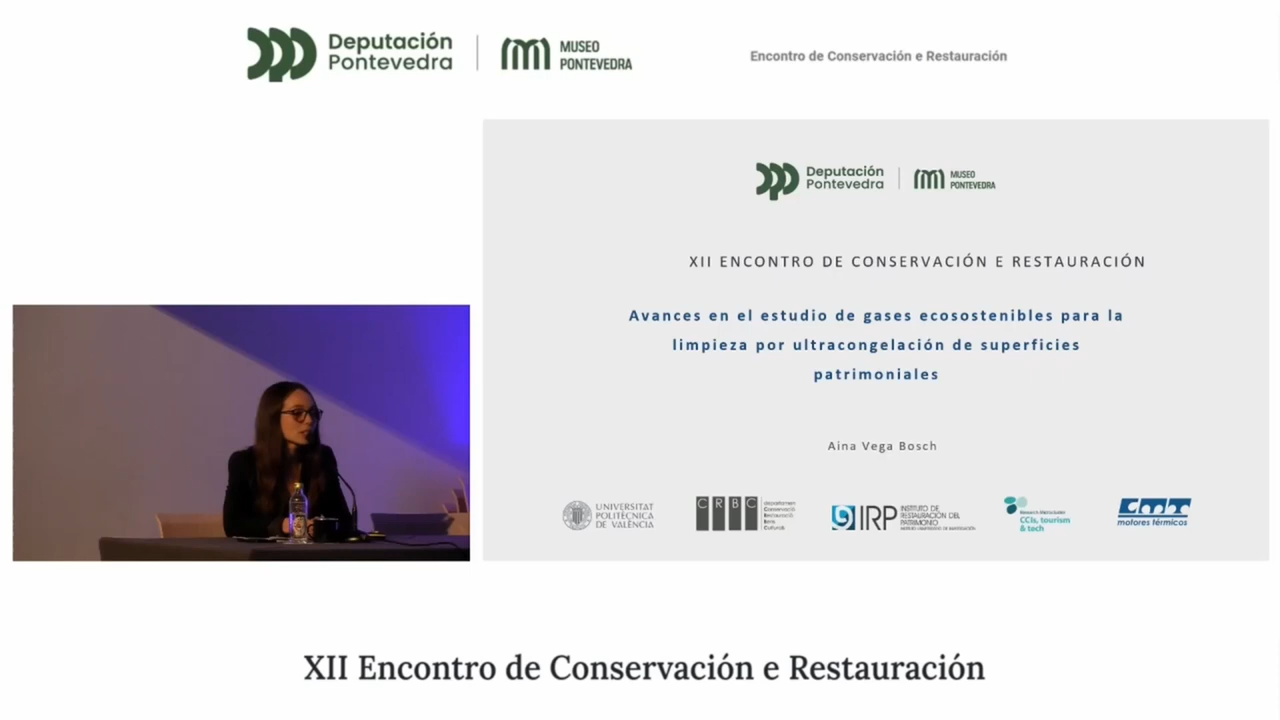 Deputación
Pontevedra
MUSEO
PONTEVEDRA
Encontro de Conservación e Restauración
Deputación
Pontevedra
MUSEO
PONTEVEDRA
XII ENCONTRO DE CONSERVACIÓN E RESTAURACIÓN
Avances en el estudio de gases ecosostenibles para la
limpieza por ultracongelación de superficies
patrimoniales
Aina Vega Bosch
UNIVERSITAT
POLITÈCNICA
DE VALÈNCIA
CRBC
IRP
INSTITUTO DE
RESTAURACIÓN DEL
PATRIMONIO
CCIs, tourism
& tech
CMT
motores térmicos
XII Encontro de Conservación e Restauración